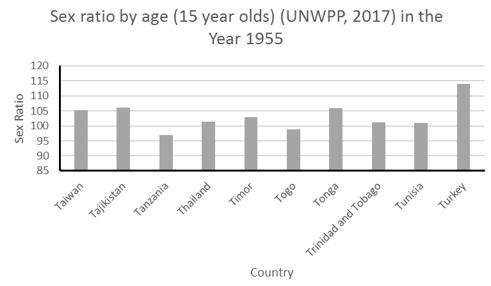 Sex ratio by age (15 year olds) (UNWPP, 2017) in the
Year 1955
120
115
110
105
100
95
90
85
Sex Ratio
Taiwan
Tajikistan
Tanzania
Thailand
Timor
Togo
Tonga
Trinidad and Tobago
Tunisia
Turkey
Country